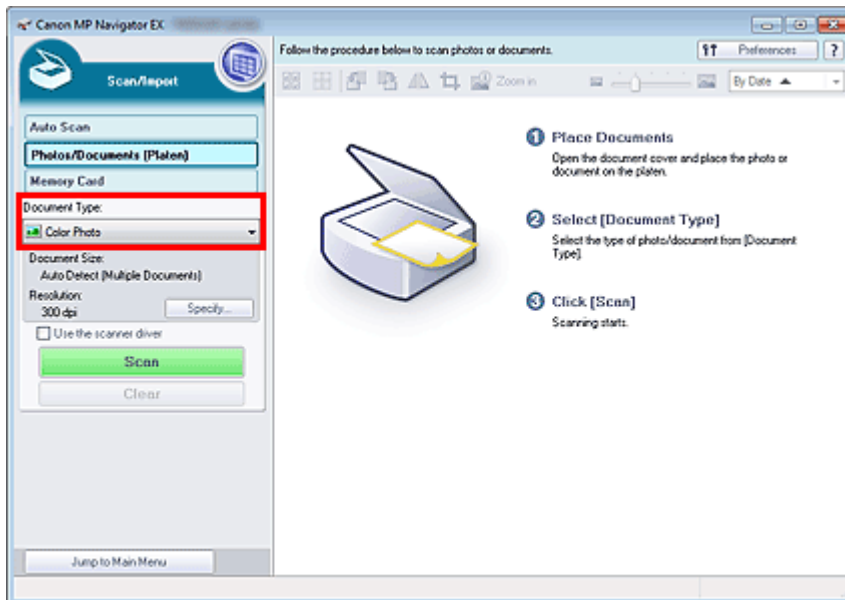 Canon MP Navigator EX
Scan/Import
Auto Scan
Photos/Documents (Platen)
Memory Card
Document Type:
Color Photo
Document Size:
Auto Detect (Multiple Documents)
Resolution:
300 dpi
Specify...
Use the scanner driver
Scan
Clear
Jump to Main Menu
Follow the procedure below to scan photos or documents.
Preferences
?
Zoom in
By Date
1 Place Documents
Open the document cover and place the photo or
document on the platen.
2 Select [Document Type]
Select the type of photo/document from [Document
Type].
3 Click [Scan]
Scanning starts.